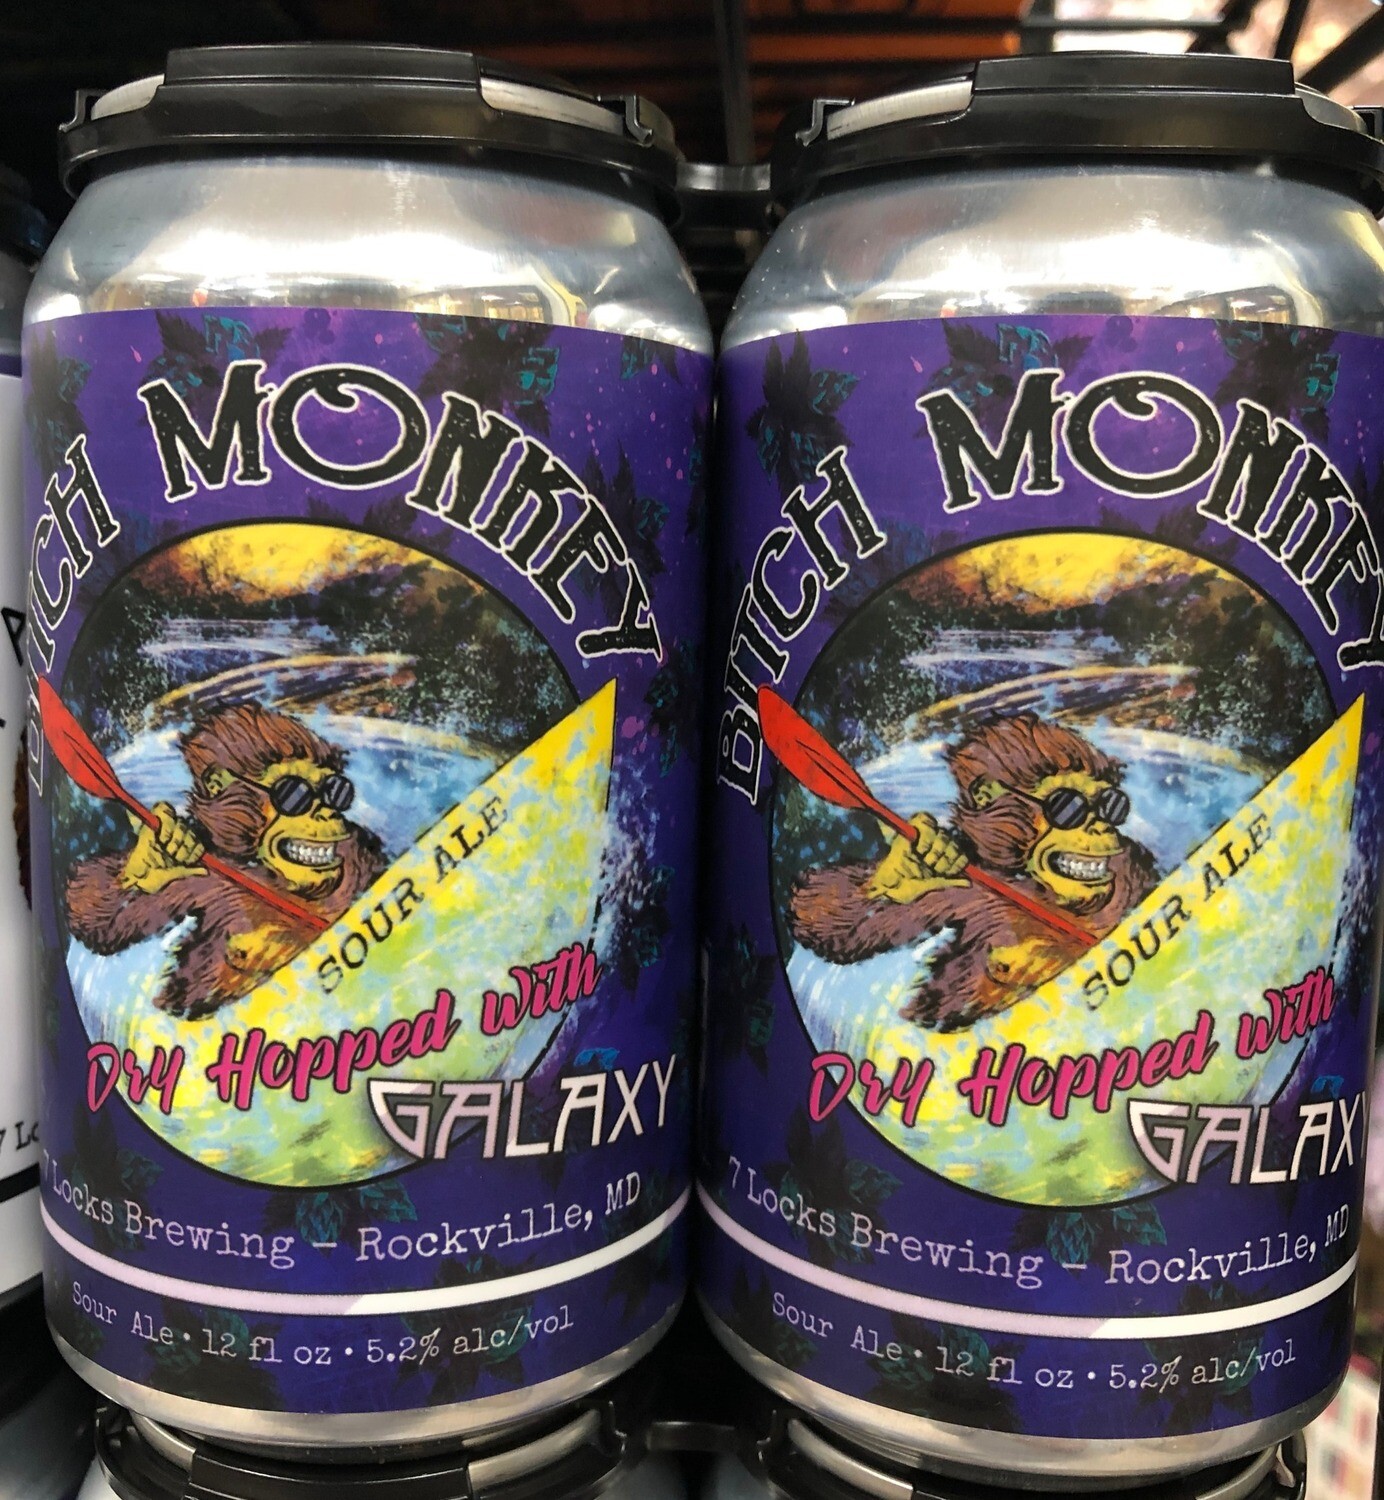 BITCH MONKEY
SOUR ALE
Dry Hopped with
GALAXY
7 Locks Brewing – Rockville, MD
Sour Ale • 12 fl oz • 5.2% alc/vol
BITCH MONKEY
SOUR ALE
Dry Hopped with
GALAXY
7 Locks Brewing – Rockville, MD
Sour Ale • 12 fl oz • 5.2% alc/vol